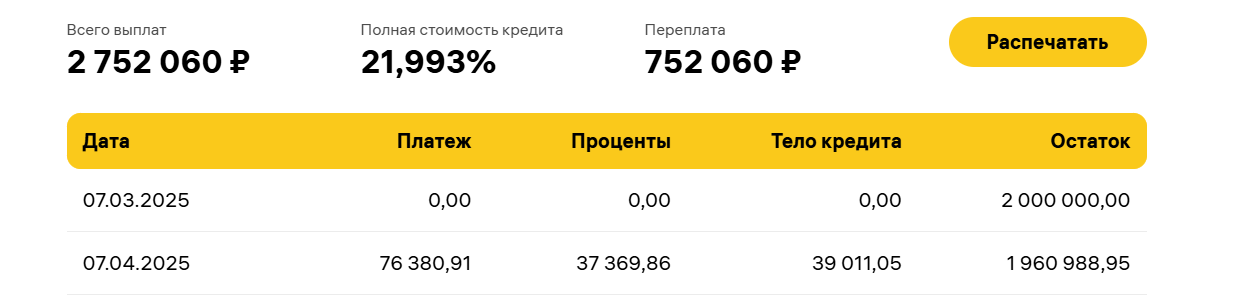 Всего выплат Полная стоимость кредита Переплата
2 752 060 ₽ 21,993% 752 060 ₽ Распечатать
Дата Платеж Проценты Тело кредита Остаток
07.03.2025 0,00 0,00 0,00 2 000 000,00
07.04.2025 76 380,91 37 369,86 39 011,05 1 960 988,95